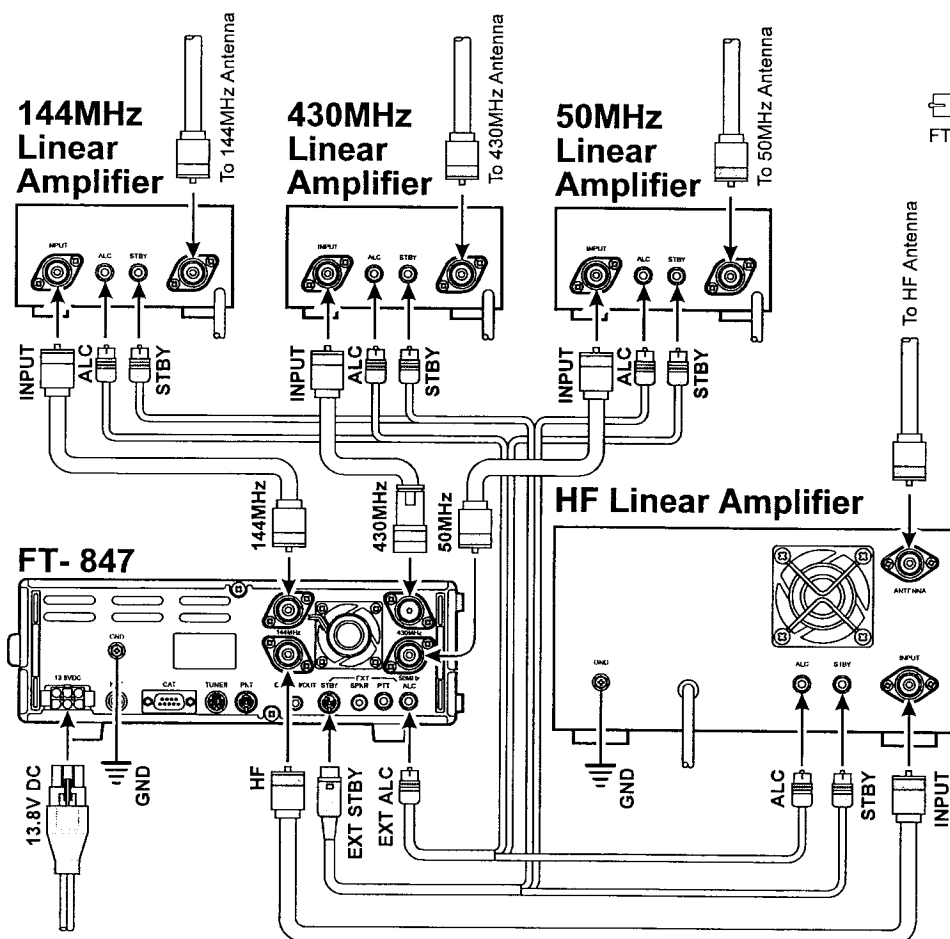 144MHz
Linear
Amplifier
To 144MHz Antenna
430MHz
Linear
Amplifier
To 430MHz Antenna
50MHz
Linear
Amplifier
To 50MHz Antenna
FT
To HF Antenna
INPUT
ALC
STBY
INPUT
ALC
STBY
INPUT
ALC
STBY
INPUT
ALC
STBY
INPUT
ALC
STBY
INPUT
ALC
STBY
144MHz
430MHz
50MHz
HF Linear Amplifier
ANTENNA
GND
ALC
STBY
INPUT
FT- 847
GND
144MHz
430MHz
13.8VDC
CAT
TUNER
PKT
EXT
STBY
SPKR
PTT
ALC
13.8V DC
GND
HF
EXT STBY
EXT ALC
GND
ALC
STBY
INPUT